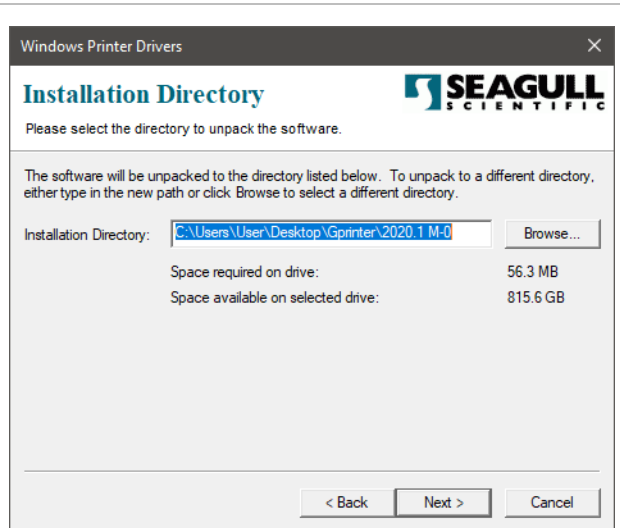 Windows Printer Drivers
Installation Directory
SEAGULL
SCIENTIFIC
Please select the directory to unpack the software.
The software will be unpacked to the directory listed below. To unpack to a different directory,
either type in the new path or click Browse to select a different directory.
Installation Directory: C:\Users\User\Desktop\Gprinter\2020.1 M-0 Browse...
Space required on drive: 56.3 MB
Space available on selected drive: 815.6 GB
< Back Next > Cancel